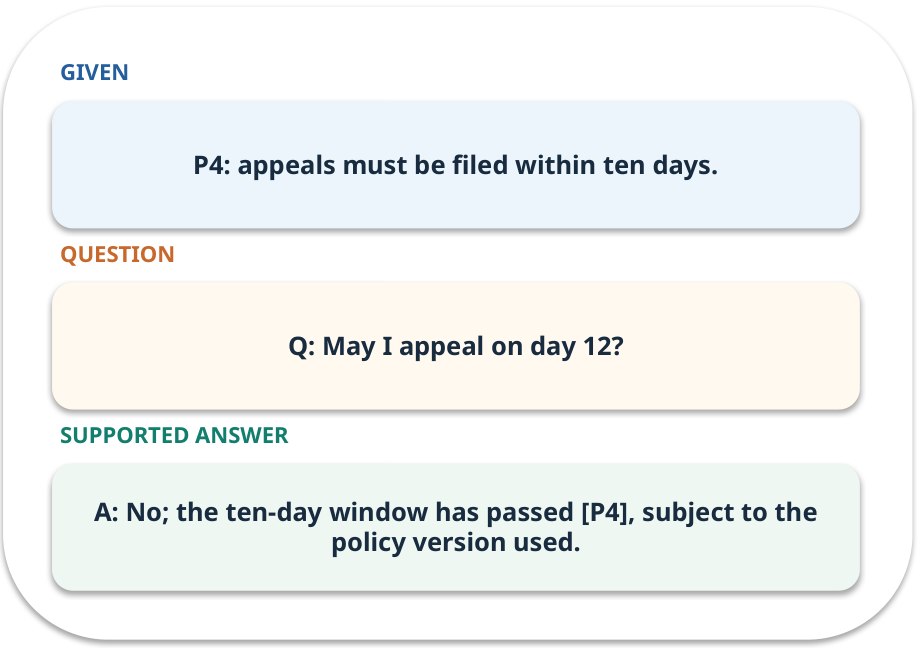 GIVEN
P4: appeals must be filed within ten days.
QUESTION
Q: May I appeal on day 12?
SUPPORTED ANSWER
A: No; the ten-day window has passed [P4], subject to the
policy version used.